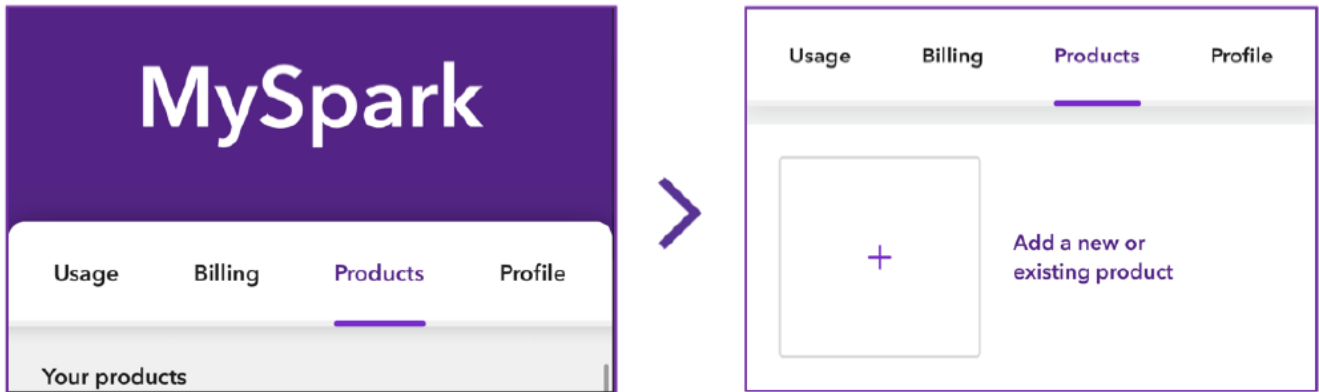 MySpark
Usage Billing Products Profile
Your products
Usage Billing Products Profile
Add a new or
existing product